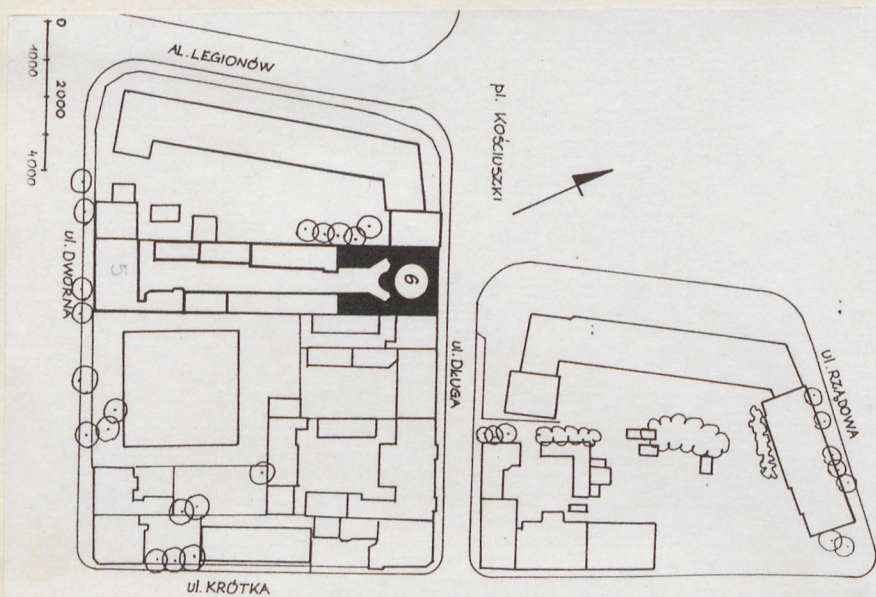 0
1000
2000
4000
AL. LEGIONÓW
pl. KOŚCIUSZKI
ul. DWORNA
5
6
ul. DŁUGA
ul. RZĄDOWA
ul. KRÓTKA